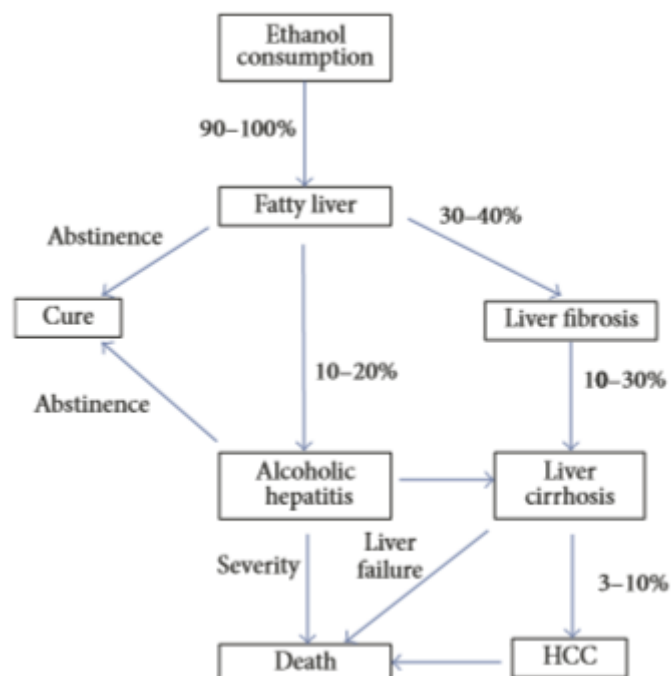 Ethanol
consumption
90–100%
Fatty liver
Abstinence
30–40%
Cure
Liver fibrosis
Abstinence
10–20%
10–30%
Alcoholic
hepatitis
Liver
cirrhosis
Severity
Liver
failure
3–10%
Death
HCC